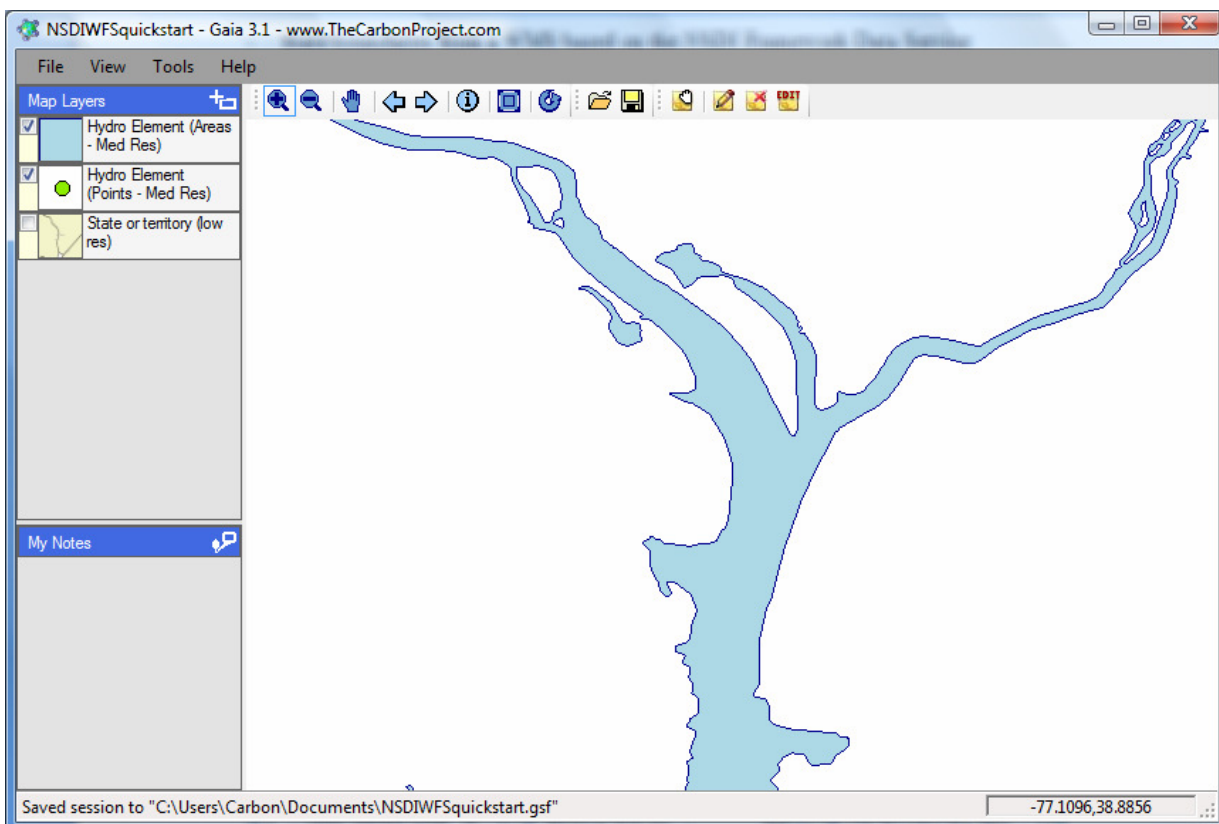 NSDIWFSquickstart - Gaia 3.1 - www.TheCarbonProject.com
File View Tools Help
Map Layers
Hydro Element (Areas
- Med Res)
Hydro Element
(Points - Med Res)
State or territory (low
res)
EDIT
My Notes
Saved session to "C:\Users\Carbon\Documents\NSDIWFSquickstart.gsf"
-77.1096,38.8856